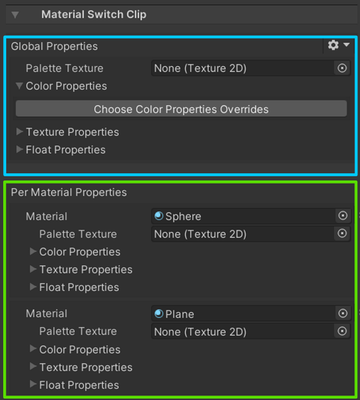 Material Switch Clip
Global Properties
Palette Texture None (Texture 2D)
Color Properties
Choose Color Properties Overrides
Texture Properties
Float Properties
Per Material Properties
Material Sphere
Palette Texture None (Texture 2D)
Color Properties
Texture Properties
Float Properties
Material Plane
Palette Texture None (Texture 2D)
Color Properties
Texture Properties
Float Properties